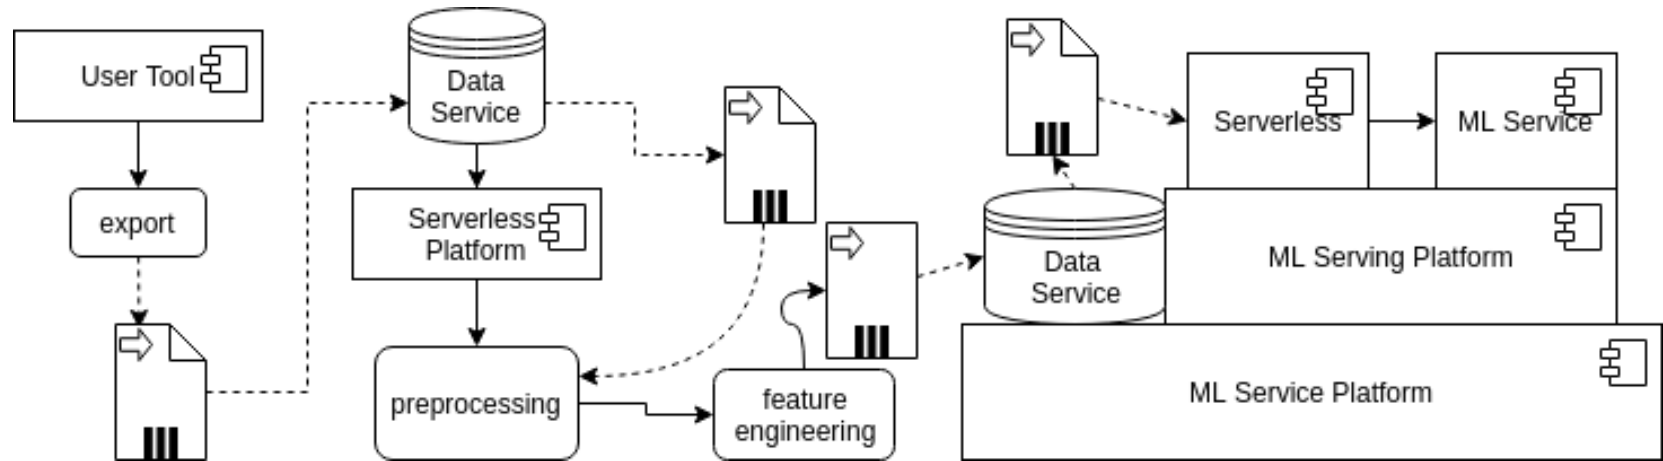 User Tool
export
Data
Service
Serverless
Platform
preprocessing
feature
engineering
Data
Service
Serverless
ML Service
ML Serving Platform
ML Service Platform